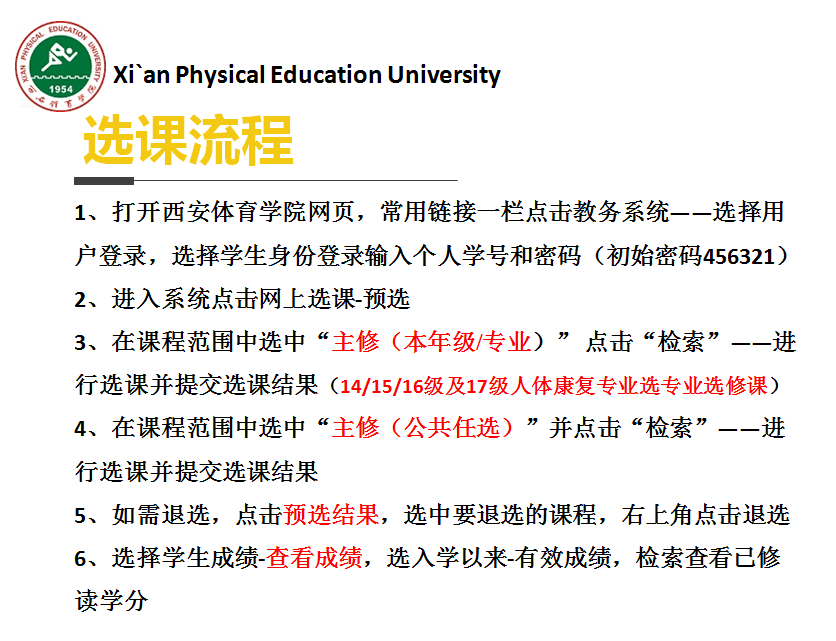 XI'AN PHYSICAL EDUCATION UNIVERSITY
1954
西安体育学院
Xi`an Physical Education University
选课流程
1、打开西安体育学院网页，常用链接一栏点击教务系统——选择用
户登录，选择学生身份登录输入个人学号和密码（初始密码456321）
2、进入系统点击网上选课-预选
3、在课程范围中选中“主修（本年级/专业）” 点击“检索”——进
行选课并提交选课结果（14/15/16级及17级人体康复专业选专业选修课）
4、在课程范围中选中“主修（公共任选）”并点击“检索”——进
行选课并提交选课结果
5、如需退选，点击预选结果，选中要退选的课程，右上角点击退选
6、选择学生成绩-查看成绩，选入学以来-有效成绩，检索查看已修
读学分